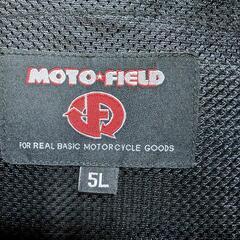 MOTO★FIELD
FOR REAL BASIC MOTORCYCLE GOODS
5L